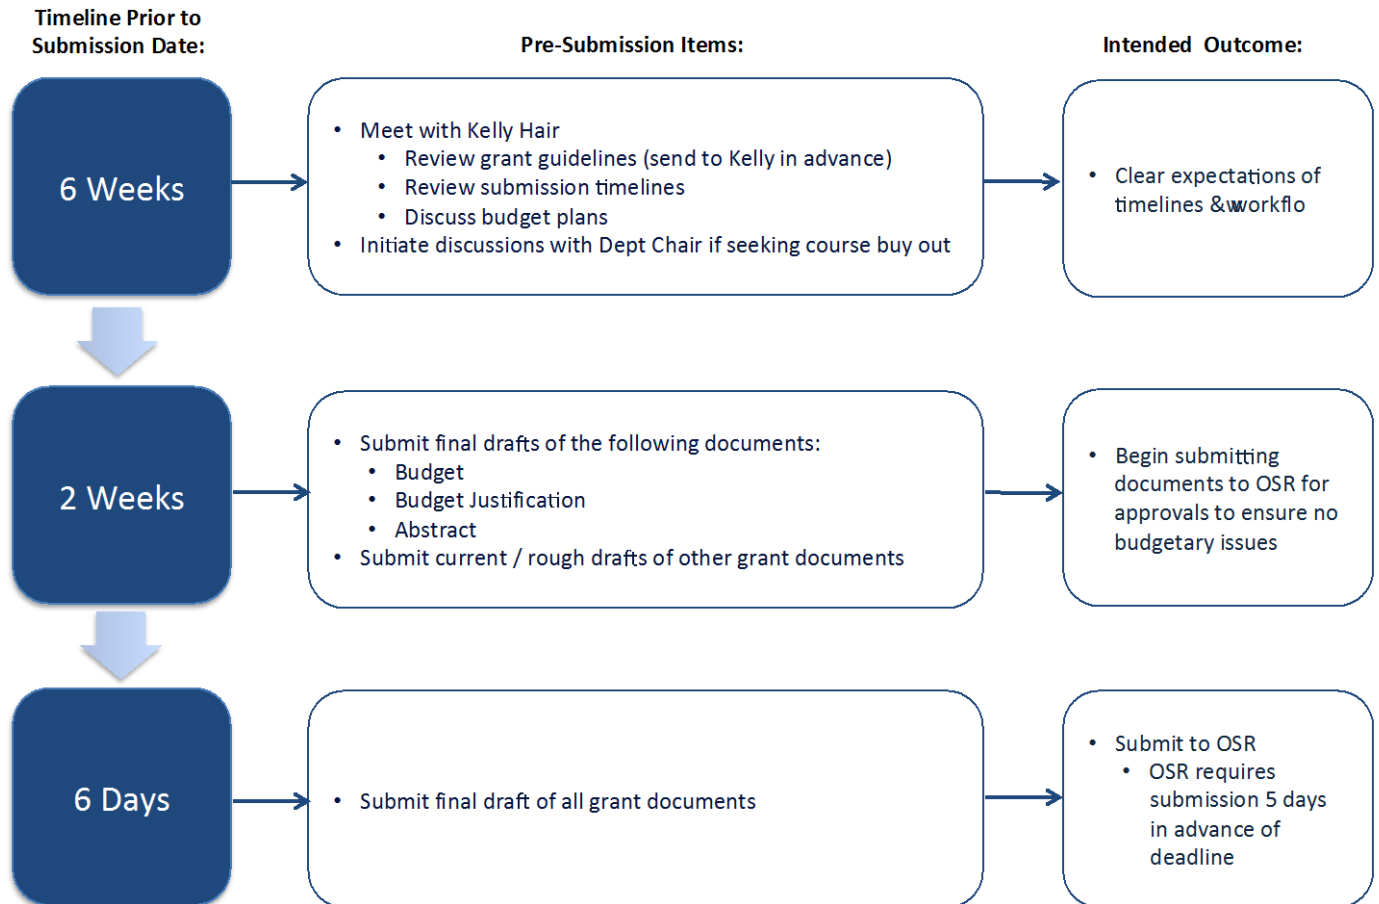 Timeline Prior to
Submission Date:
Pre-Submission Items:
Intended Outcome:
6 Weeks
• Meet with Kelly Hair
• Review grant guidelines (send to Kelly in advance)
• Review submission timelines
• Discuss budget plans
• Initiate discussions with Dept Chair if seeking course buy out
• Clear expectations of
timelines &
2 Weeks
• Submit final drafts of the following documents:
• Budget
• Budget Justification
• Abstract
• Submit current / rough drafts of other grant documents
• Begin submitting
documents to OSR for
approvals to ensure no
budgetary issues
6 Days
• Submit final draft of all grant documents
• Submit to OSR
• OSR requires
submission 5 days
in advance of
deadline